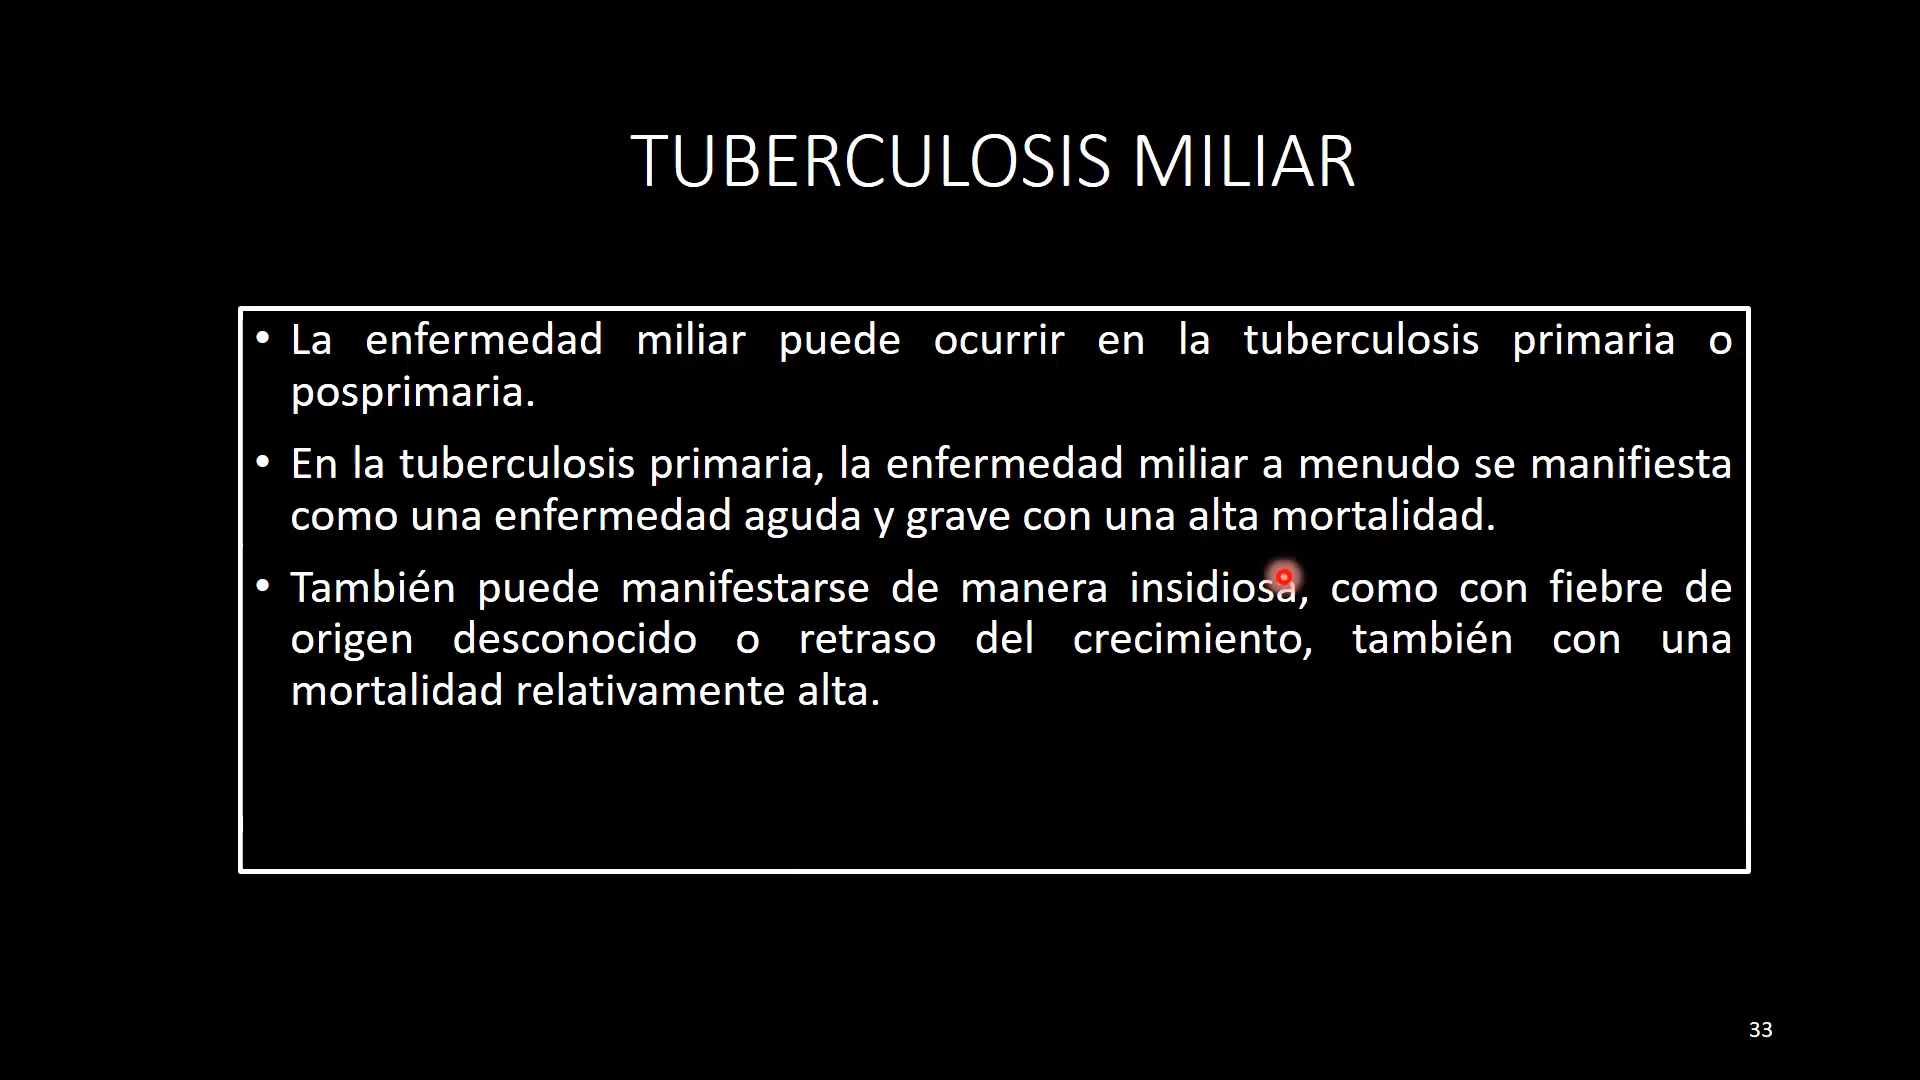 TUBERCULOSIS MILIAR
• La enfermedad miliar puede ocurrir en la tuberculosis primaria o
posprimaria.
• En la tuberculosis primaria, la enfermedad miliar a menudo se manifiesta
como una enfermedad aguda y grave con una alta mortalidad.
• También puede manifestarse de manera insidiosa, como con fiebre de
origen desconocido o retraso del crecimiento, también con una
mortalidad relativamente alta.
33